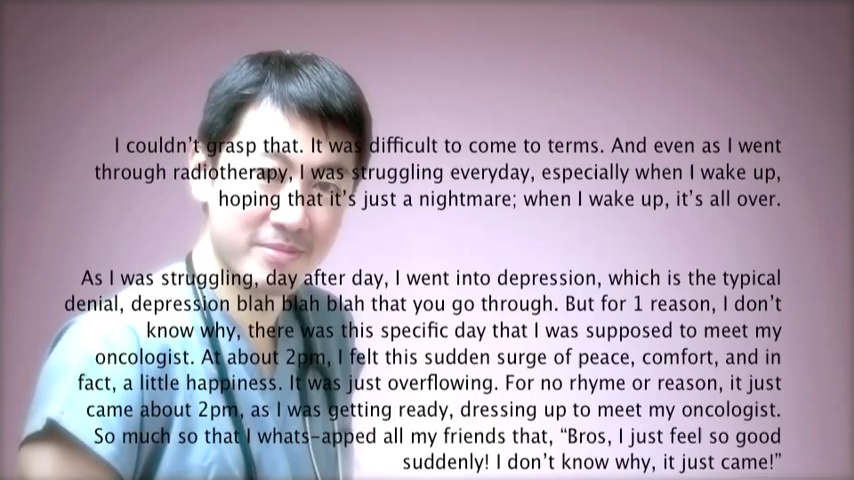 I couldn't grasp that. It was difficult to come to terms. And even as I went
through radiotherapy, I was struggling everyday, especially when I wake up,
hoping that it's just a nightmare; when I wake up, it's all over.
As I was struggling, day after day, I went into depression, which is the typical
denial, depression blah blah blah that you go through. But for 1 reason, I don't
know why, there was this specific day that I was supposed to meet my
oncologist. At about 2pm, I felt this sudden surge of peace, comfort, and in
fact, a little happiness. It was just overflowing. For no rhyme or reason, it just
came about 2pm, as I was getting ready, dressing up to meet my oncologist.
So much so that I whats-apped all my friends that, “Bros, I just feel so good
suddenly! I don't know why, it just came!”